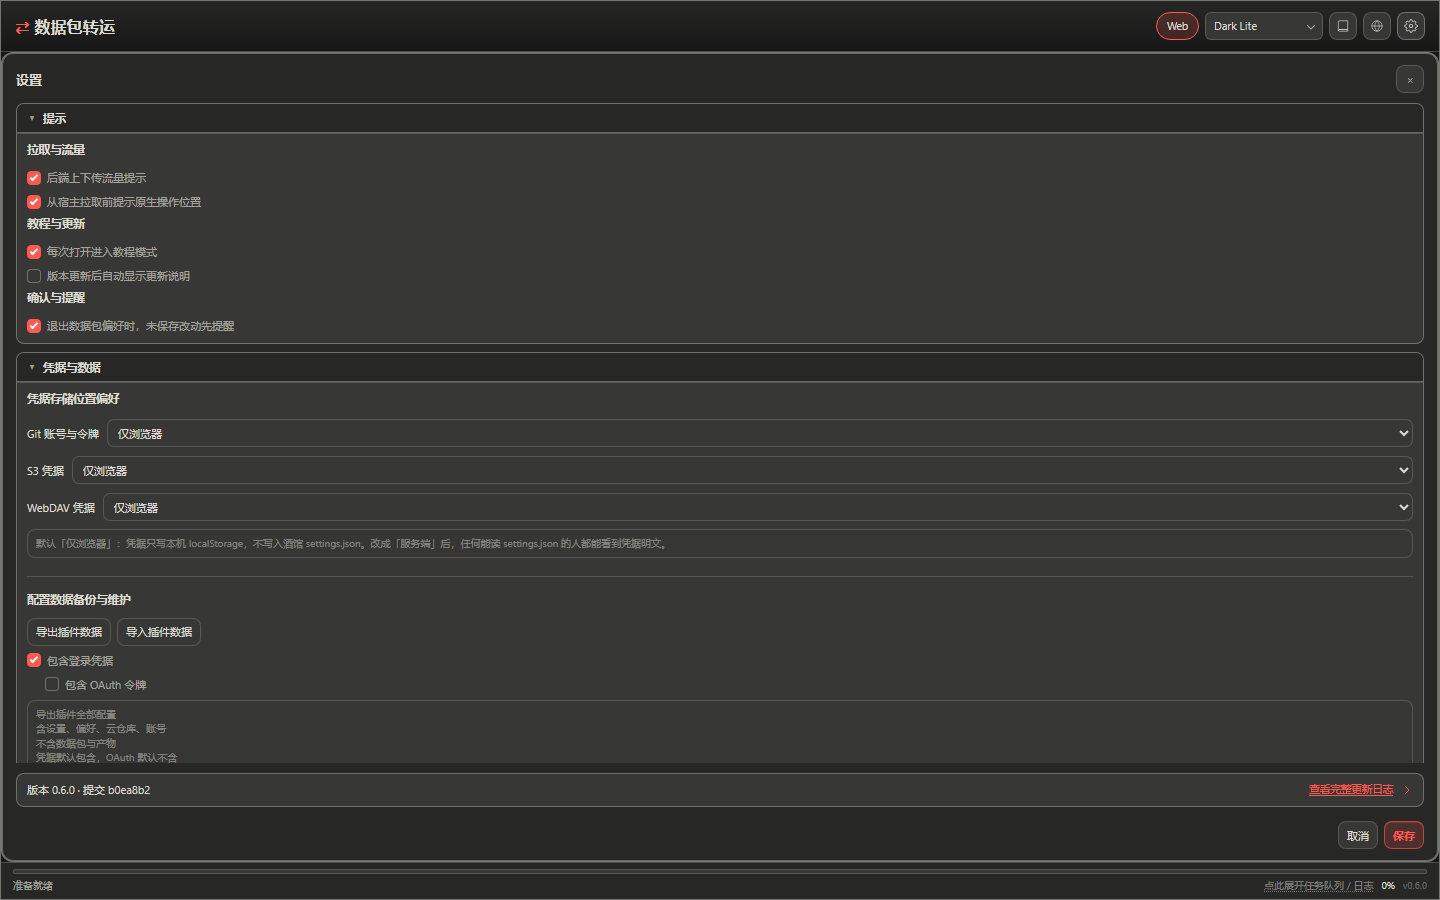 数据包转运
Web
Dark Lite
设置
×
提示
拉取与流量
后端上下传流量提示
从宿主拉取前提示原生操作位置
教程与更新
每次打开进入教程模式
版本更新后自动显示更新说明
确认与提醒
退出数据包偏好时，未保存改动先提醒
凭据与数据
凭据存储位置偏好
Git 账号与令牌 仅浏览器
S3 凭据 仅浏览器
WebDAV 凭据 仅浏览器
默认「仅浏览器」：凭据只写本机 localStorage，不写入酒馆 settings.json。改成「服务端」后，任何能读 settings.json 的人都能看到凭据明文。
配置数据备份与维护
导出插件数据 导入插件数据
包含登录凭据
包含 OAuth 令牌
导出插件全部配置
含设置、偏好、云仓库、账号
不含数据包与产物
凭据默认包含，OAuth 默认不含
版本 0.6.0 · 提交 b0ea8b2 查看完整更新日志
取消 保存
准备就绪 点此展开任务队列 / 日志 0% v0.6.0